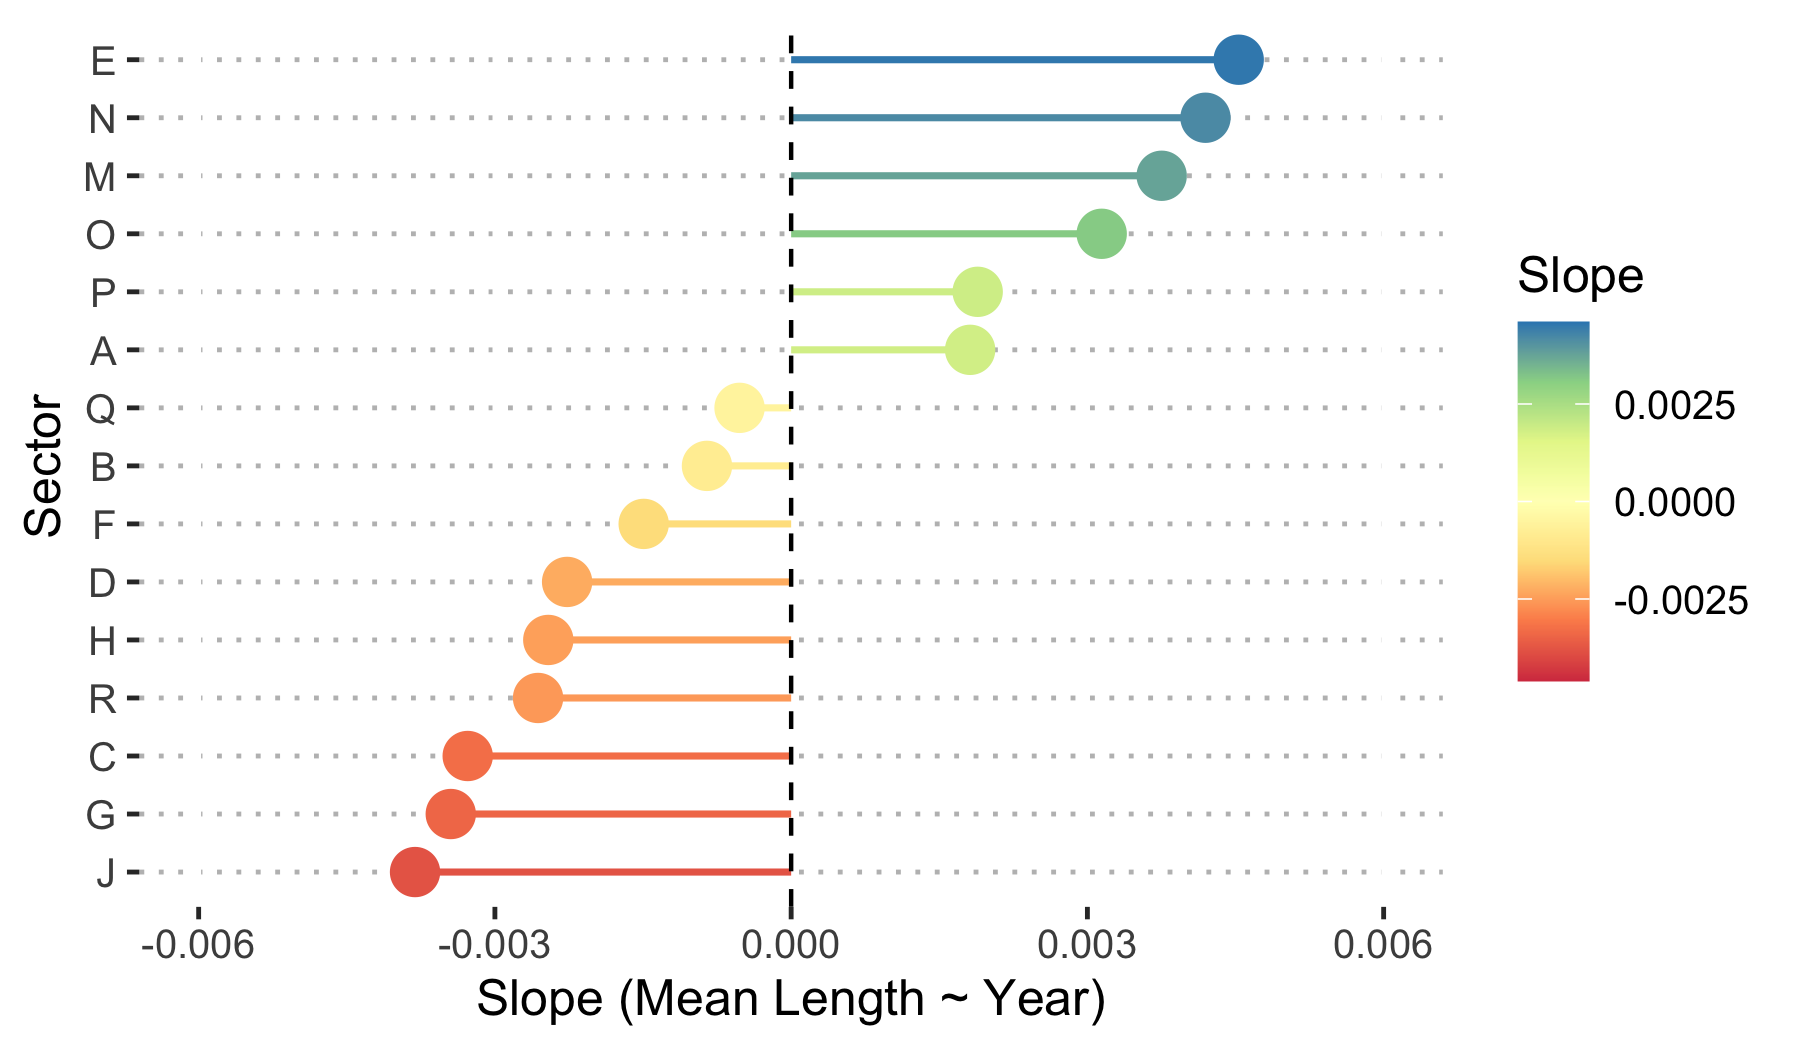 E
N
M
O
P
A
Q
B
F
D
H
R
C
G
J
Sector
-0.006 -0.003 0.000 0.003 0.006
Slope (Mean Length ~ Year)
Slope
0.0025
0.0000
-0.0025